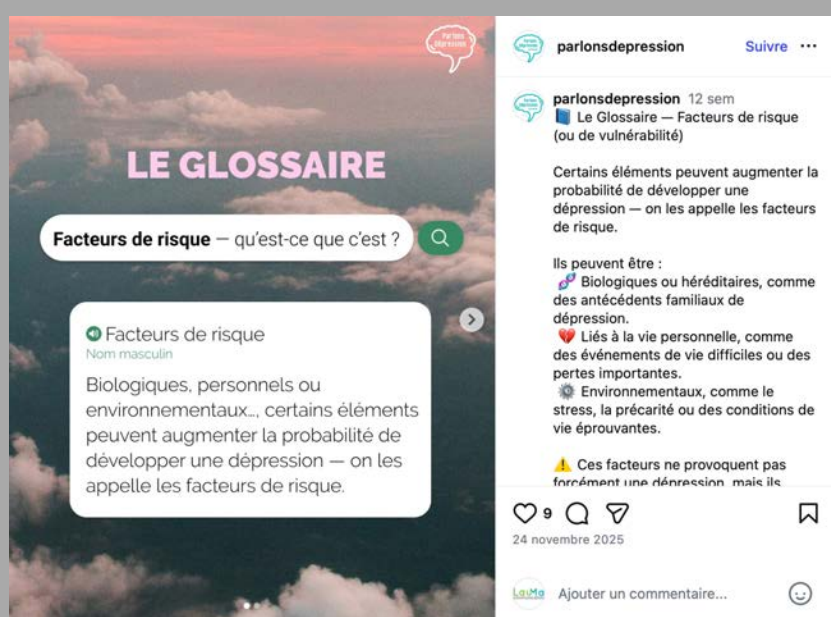 Parlons
Dépression
LE GLOSSAIRE
Facteurs de risque — qu'est-ce que c'est ?
Facteurs de risque
Nom masculin
Biologiques, personnels ou
environnementaux..., certains éléments
peuvent augmenter la probabilité de
développer une dépression — on les
appelle les facteurs de risque.
parlonsdepression Suivre
parlonsdepression 12 sem
📘 Le Glossaire — Facteurs de risque
(ou de vulnérabilité)
Certains éléments peuvent augmenter la
probabilité de développer une
dépression — on les appelle les facteurs
de risque.
Ils peuvent être :
🧬 Biologiques ou héréditaires, comme
des antécédents familiaux de
dépression.
💔 Liés à la vie personnelle, comme
des événements de vie difficiles ou des
pertes importantes.
⚙️ Environnementaux, comme le
stress, la précarité ou des conditions de
vie éprouvantes.
⚠️ Ces facteurs ne provoquent pas
forcément une dépression, mais ils
9
24 novembre 2025
LaiMa
Ajouter un commentaire...